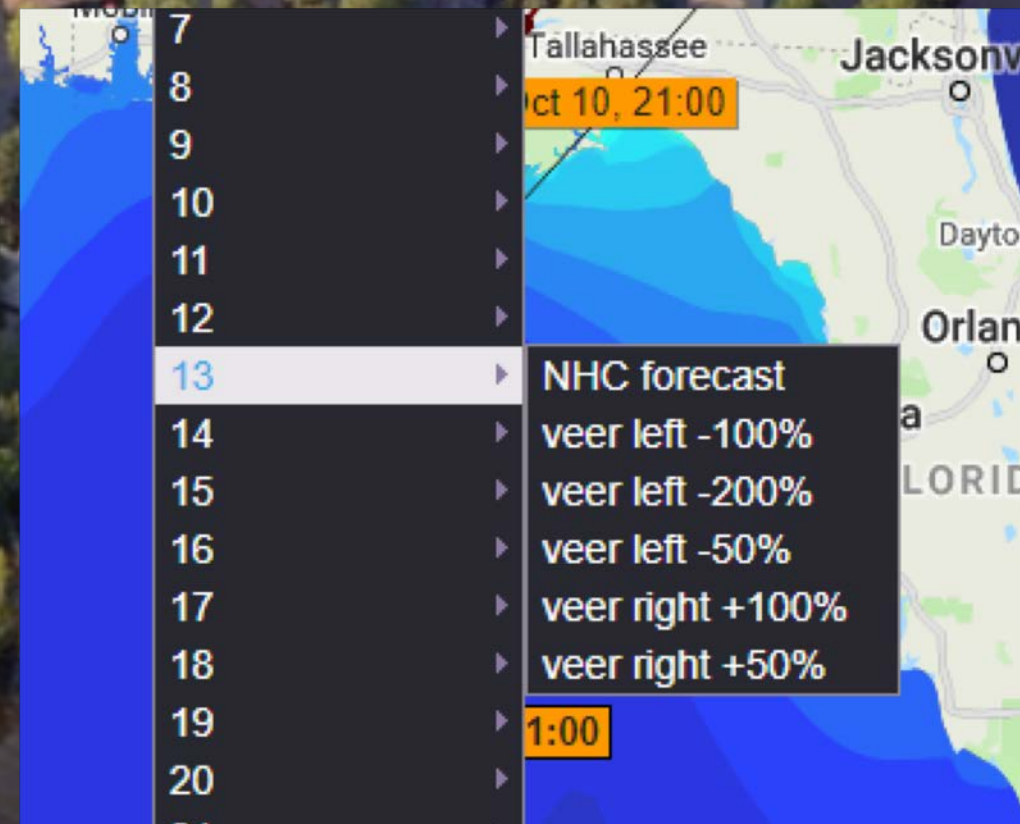 7
8
9
10
11
12
13
14
15
16
17
18
19
20
NHC forecast
veer left -100%
veer left -200%
veer left -50%
veer right +100%
veer right +50%
Tallahassee
ct 10, 21:00
Jacksonv
Dayto
Orlan
a
LORID
1:00